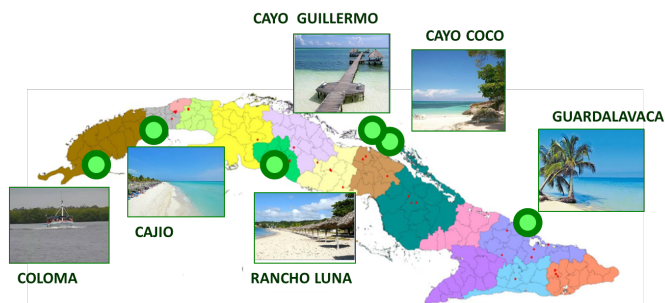 CAYO GUILLERMO
CAYO COCO
GUARDALAVACA
CAJIO
COLOMA
RANCHO LUNA